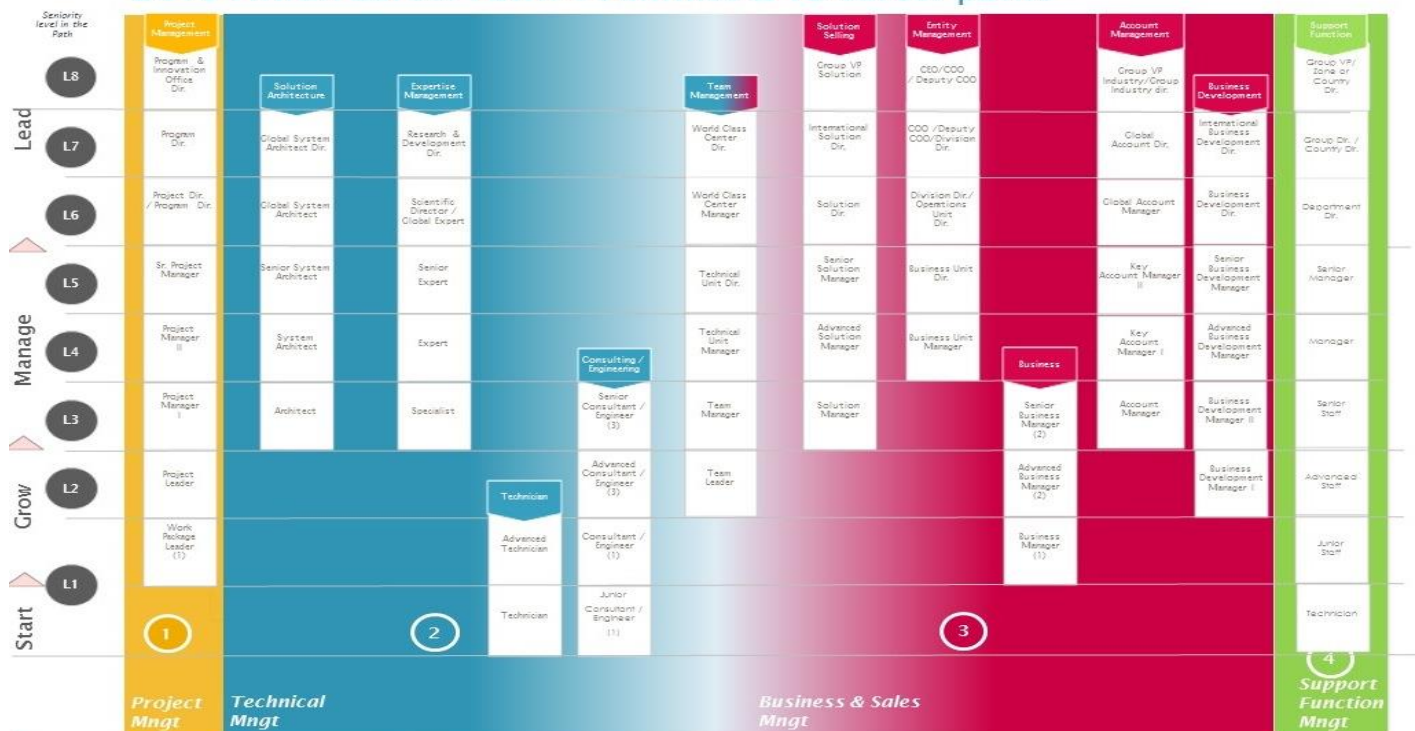 Seniority
level in the
Path
L8
L7
L6
L5
L4
L3
L2
L1
Lead
Manage
Grow
Start
Project
Management
Program &
Innovation
Office
Dir.
Program
Dir.
Project Dir.
/ Program Dir.
Sr. Project
Manager
Project
Manager
II
Project
Manager
I
Project
Leader
Work
Package
Leader
(1)
1
Project
Mngt
Solution
Architecture
Global System
Architect Dir.
Global System
Architect
Senior System
Architect
System
Architect
Architect
Expertise
Management
Research &
Development
Dir.
Scientific
Director /
Global Expert
Senior
Expert
Expert
Specialist
2
Technical
Mngt
Technician
Advanced
Technician
Technician
Consulting /
Engineering
Senior
Consultant /
Engineer
(3)
Advanced
Consultant /
Engineer
(3)
Consultant /
Engineer
(1)
Junior
Consultant /
Engineer
(1)
Team
Management
World Class
Center
Dir.
World Class
Center
Manager
Technical
Unit Dir.
Technical
Unit
Manager
Team
Manager
Team
Leader
Solution
Selling
Group VP
Solution
International
Solution
Dir.
Solution
Dir.
Senior
Solution
Manager
Advanced
Solution
Manager
Solution
Manager
Entity
Management
CEO/COO
/ Deputy COO
COO /Deputy
COO/Division
Dir.
Division Dir./
Operations
Unit
Dir.
Business Unit
Dir.
Business Unit
Manager
3
Business & Sales
Mngt
Business
Senior
Business
Manager
(2)
Advanced
Business
Manager
(2)
Business
Manager
(1)
Account
Management
Group VP
Industry/Group
Industry dir.
Global
Account Dir.
Global Account
Manager
Key
Account Manager
II
Key
Account
Manager I
Account
Manager
Business
Development
International
Business
Development
Dir.
Business
Development
Dir.
Senior
Business
Development
Manager
Advanced
Business
Development
Manager
Business
Development
Manager II
Business
Development
Manager I
Support
Function
Group VP/
Zone or
Country
Dir.
Group Dir. /
Country Dir.
Department
Dir.
Senior
Manager
Manager
Senior
Staff
Advanced
Staff
Junior
Staff
Technician
4
Support
Function
Mngt